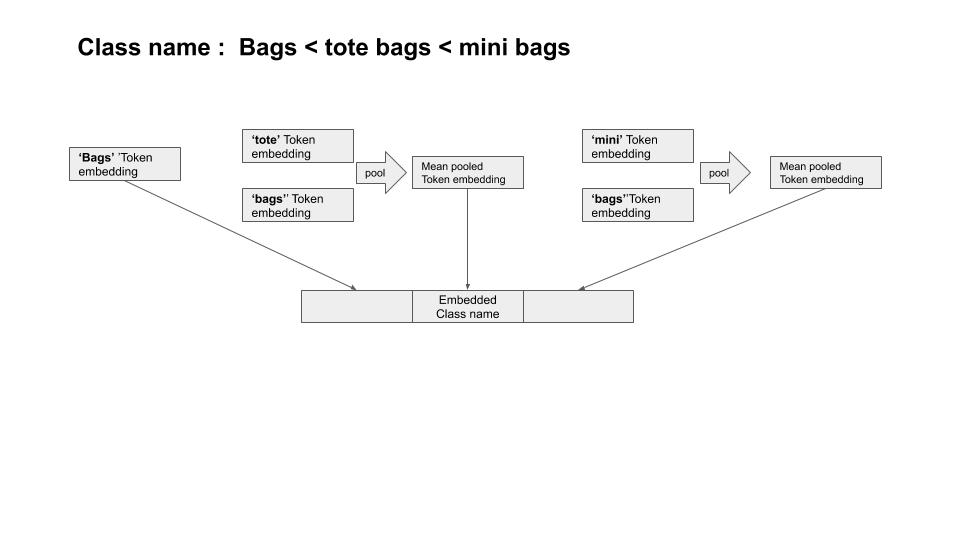 Class name :  Bags < tote bags < mini bags
‘Bags’ ’Token
embedding
‘tote’ Token
embedding
‘bags’’ Token
embedding
pool
Mean pooled
Token embedding
‘mini’ Token
embedding
‘bags’’Token
embedding
pool
Mean pooled
Token embedding
Embedded
Class name